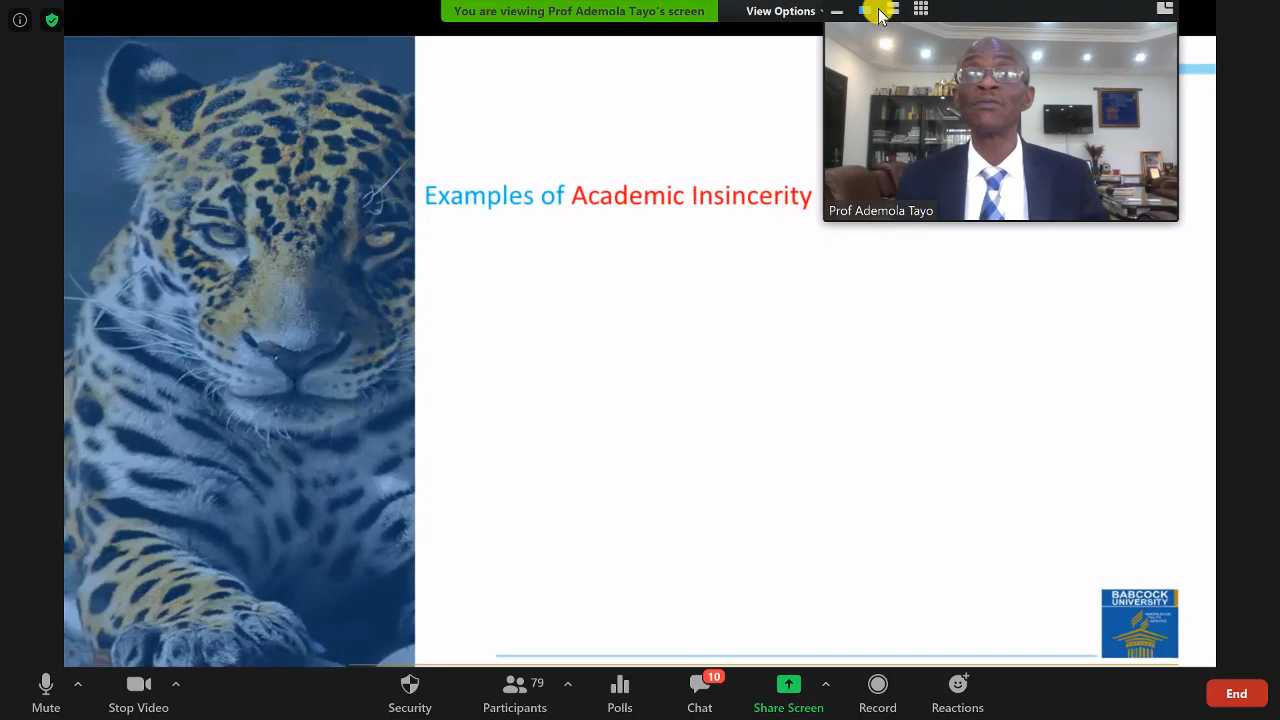 You are viewing Prof Ademola Tayo's screen
View Options
Examples of Academic Insincerity
Prof Ademola Tayo
BABCOCK
UNIVERSITY
79
10
Mute
Stop Video
Security
Participants
Polls
Chat
Share Screen
Record
Reactions
End